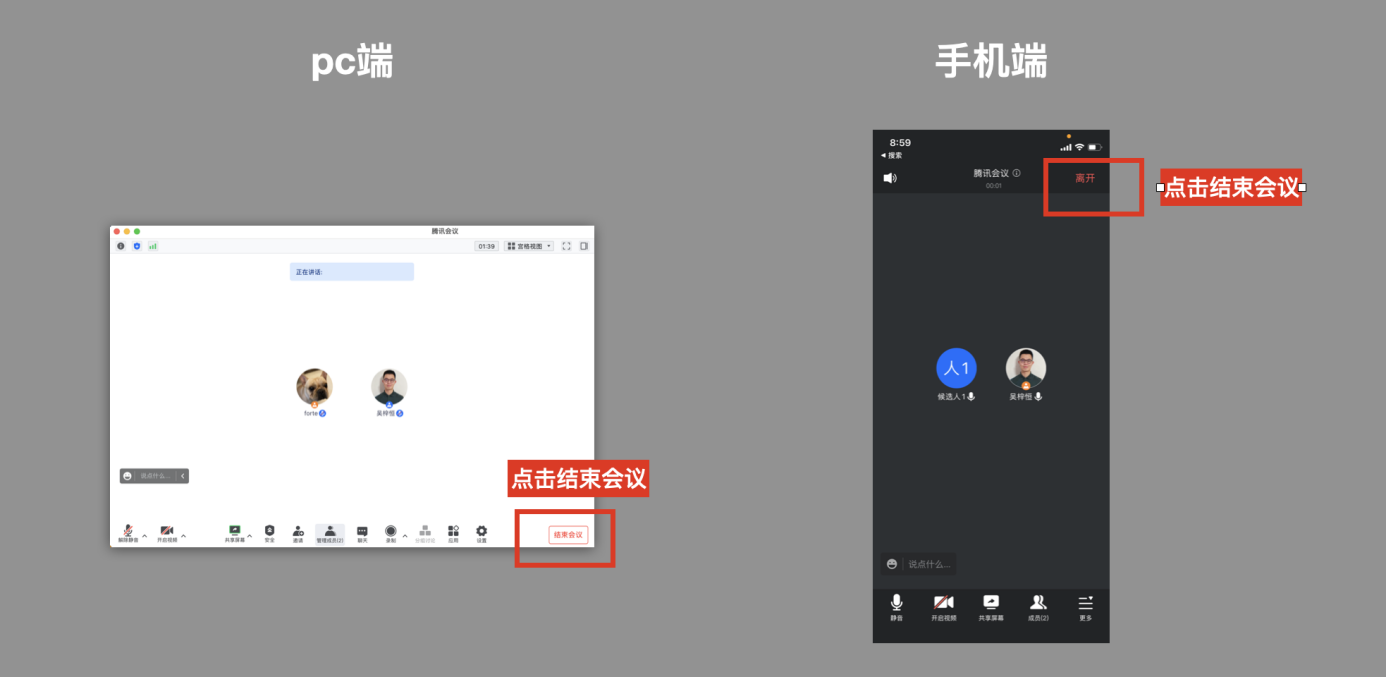 pc端
手机端
腾讯会议
01:39
宫格视图
正在讲话:
forte
吴梓恒
说点什么...
点击结束会议
解除静音
开启视频
共享屏幕
安全
邀请
管理成员(2)
聊天
录制
应用
设置
结束会议
8:59
搜索
腾讯会议
00:01
离开
点击结束会议
人1
候选人1
吴梓恒
说点什么...
静音
开启视频
共享屏幕
成员(2)
更多